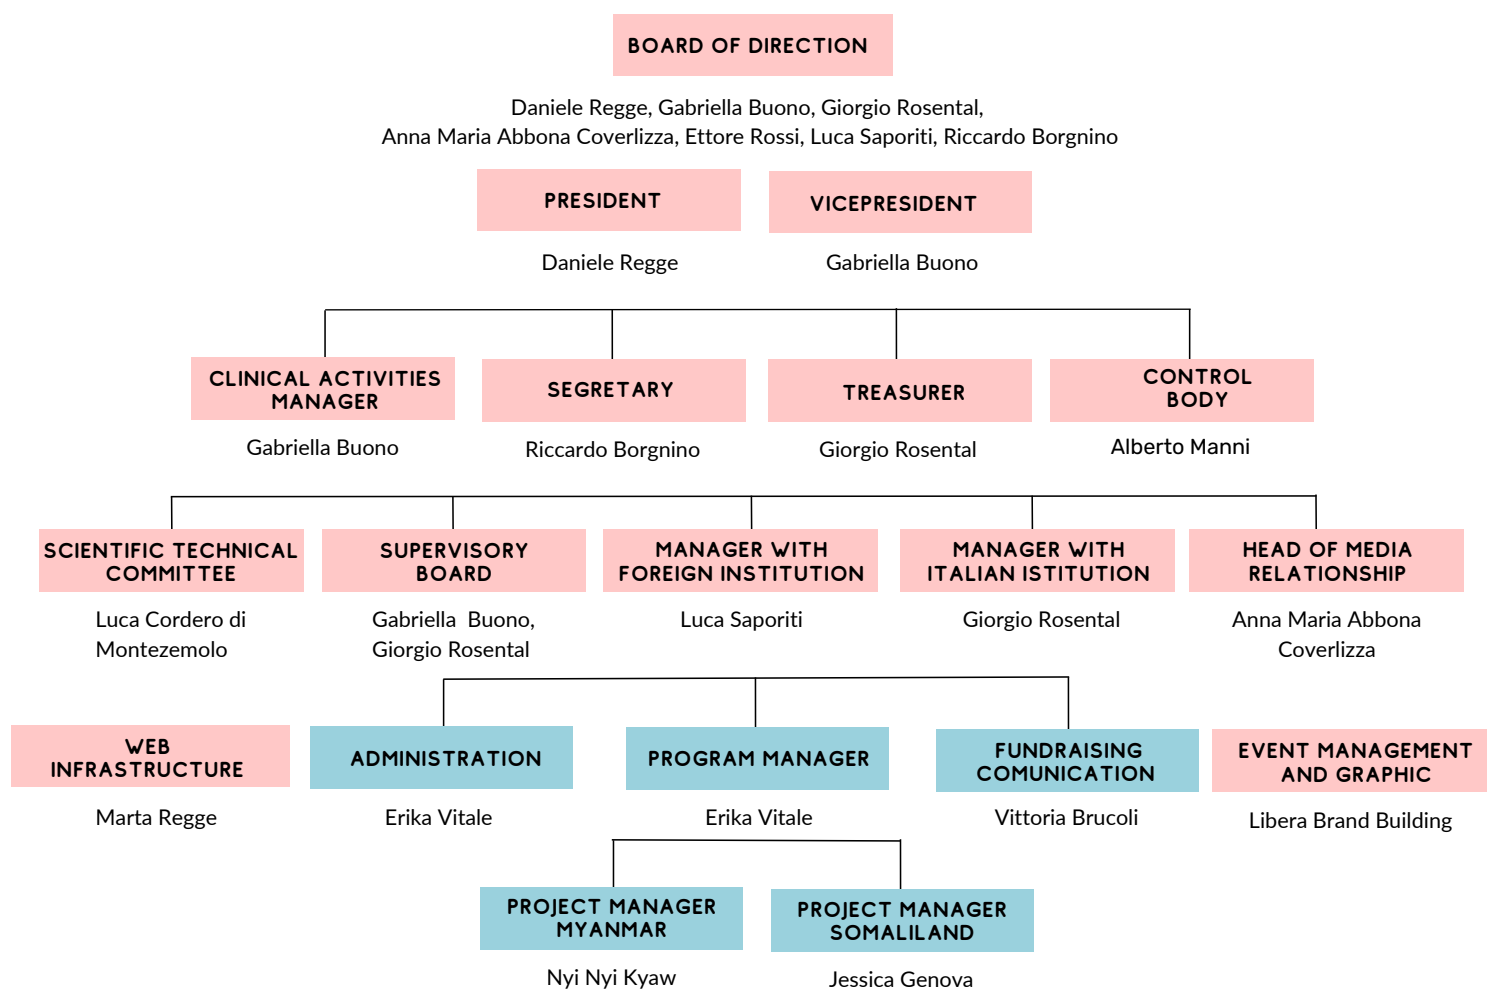 BOARD OF DIRECTION
Daniele Regge, Gabriella Buono, Giorgio Rosental,
Anna Maria Abbona Coverlizza, Ettore Rossi, Luca Saporiti, Riccardo Borgnino
PRESIDENT
Daniele Regge
VICEPRESIDENT
Gabriella Buono
CLINICAL ACTIVITIES
MANAGER
Gabriella Buono
SEGRETARY
Riccardo Borgnino
TREASURER
Giorgio Rosental
CONTROL
BODY
Alberto Manni
SCIENTIFIC TECHNICAL
COMMITTEE
Luca Cordero di
Montezemolo
SUPERVISORY
BOARD
Gabriella  Buono,
Giorgio Rosental
MANAGER WITH
FOREIGN INSTITUTION
Luca Saporiti
MANAGER WITH
ITALIAN ISTITUTION
Giorgio Rosental
HEAD OF MEDIA
RELATIONSHIP
Anna Maria Abbona
Coverlizza
WEB
INFRASTRUCTURE
Marta Regge
ADMINISTRATION
Erika Vitale
PROGRAM MANAGER
Erika Vitale
FUNDRAISING
COMUNICATION
Vittoria Brucoli
EVENT MANAGEMENT
AND GRAPHIC
Libera Brand Building
PROJECT MANAGER
MYANMAR
Nyi Nyi Kyaw
PROJECT MANAGER
SOMALILAND
Jessica Genova